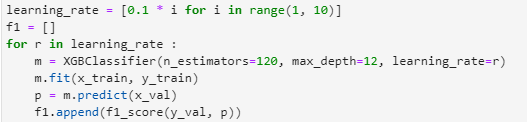 learning_rate = [0.1 * i for i in range(1, 10)]
f1 = []
for r in learning_rate :
    m = XGBClassifier(n_estimators=120, max_depth=12, learning_rate=r)
    m.fit(x_train, y_train)
    p = m.predict(x_val)
    f1.append(f1_score(y_val, p))